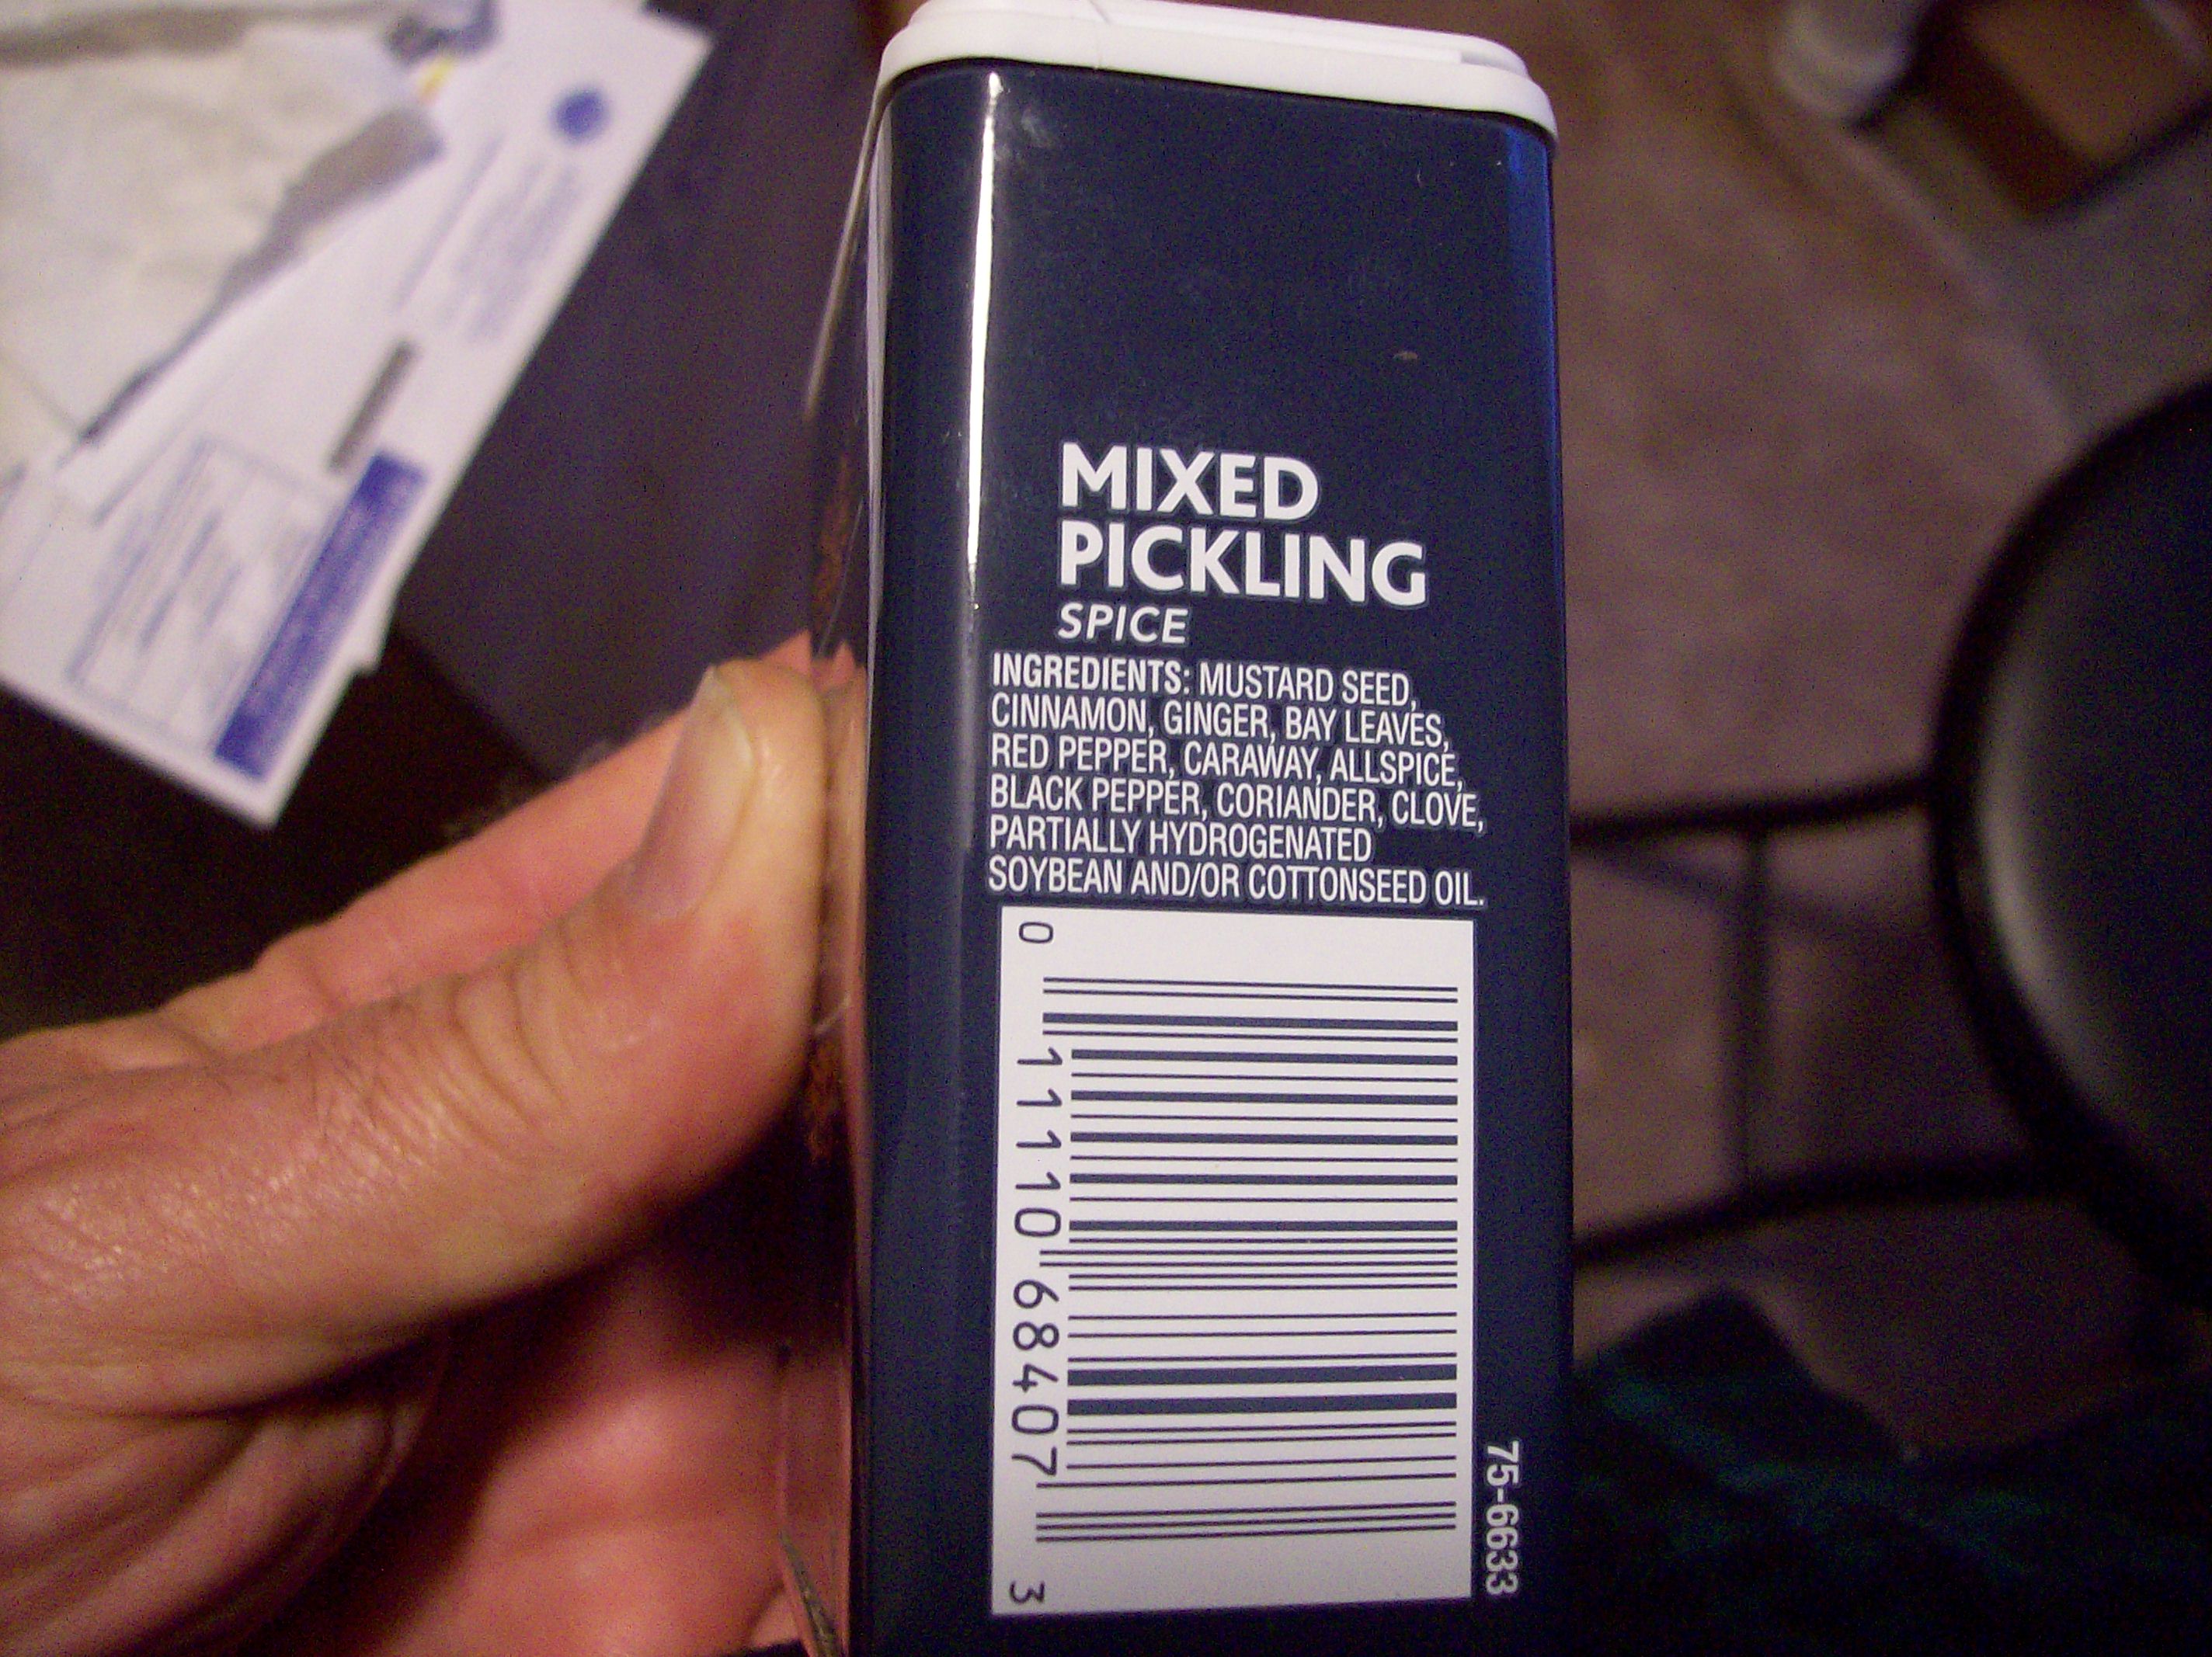 MIXED
PICKLING
SPICE
INGREDIENTS: MUSTARD SEED,
CINNAMON, GINGER, BAY LEAVES,
RED PEPPER, CARAWAY, ALLSPICE,
BLACK PEPPER, CORIANDER, CLOVE,
PARTIALLY HYDROGENATED
SOYBEAN AND/OR COTTONSEED OIL.
0 11110 68407 3
75-6633